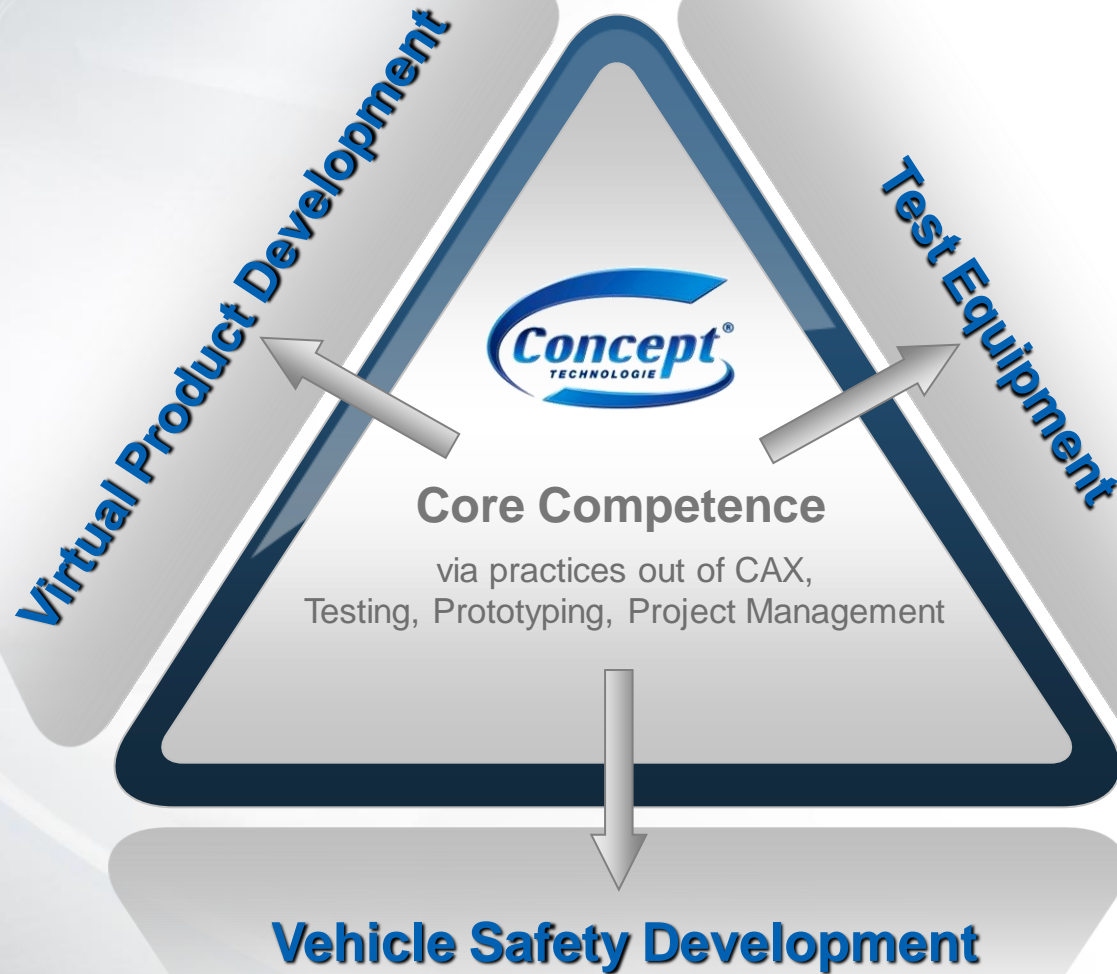 Virtual Product Development
Test Equipment
Concept®
TECHNOLOGIE
Core Competence
via practices out of CAX,
Testing, Prototyping, Project Management
Vehicle Safety Development